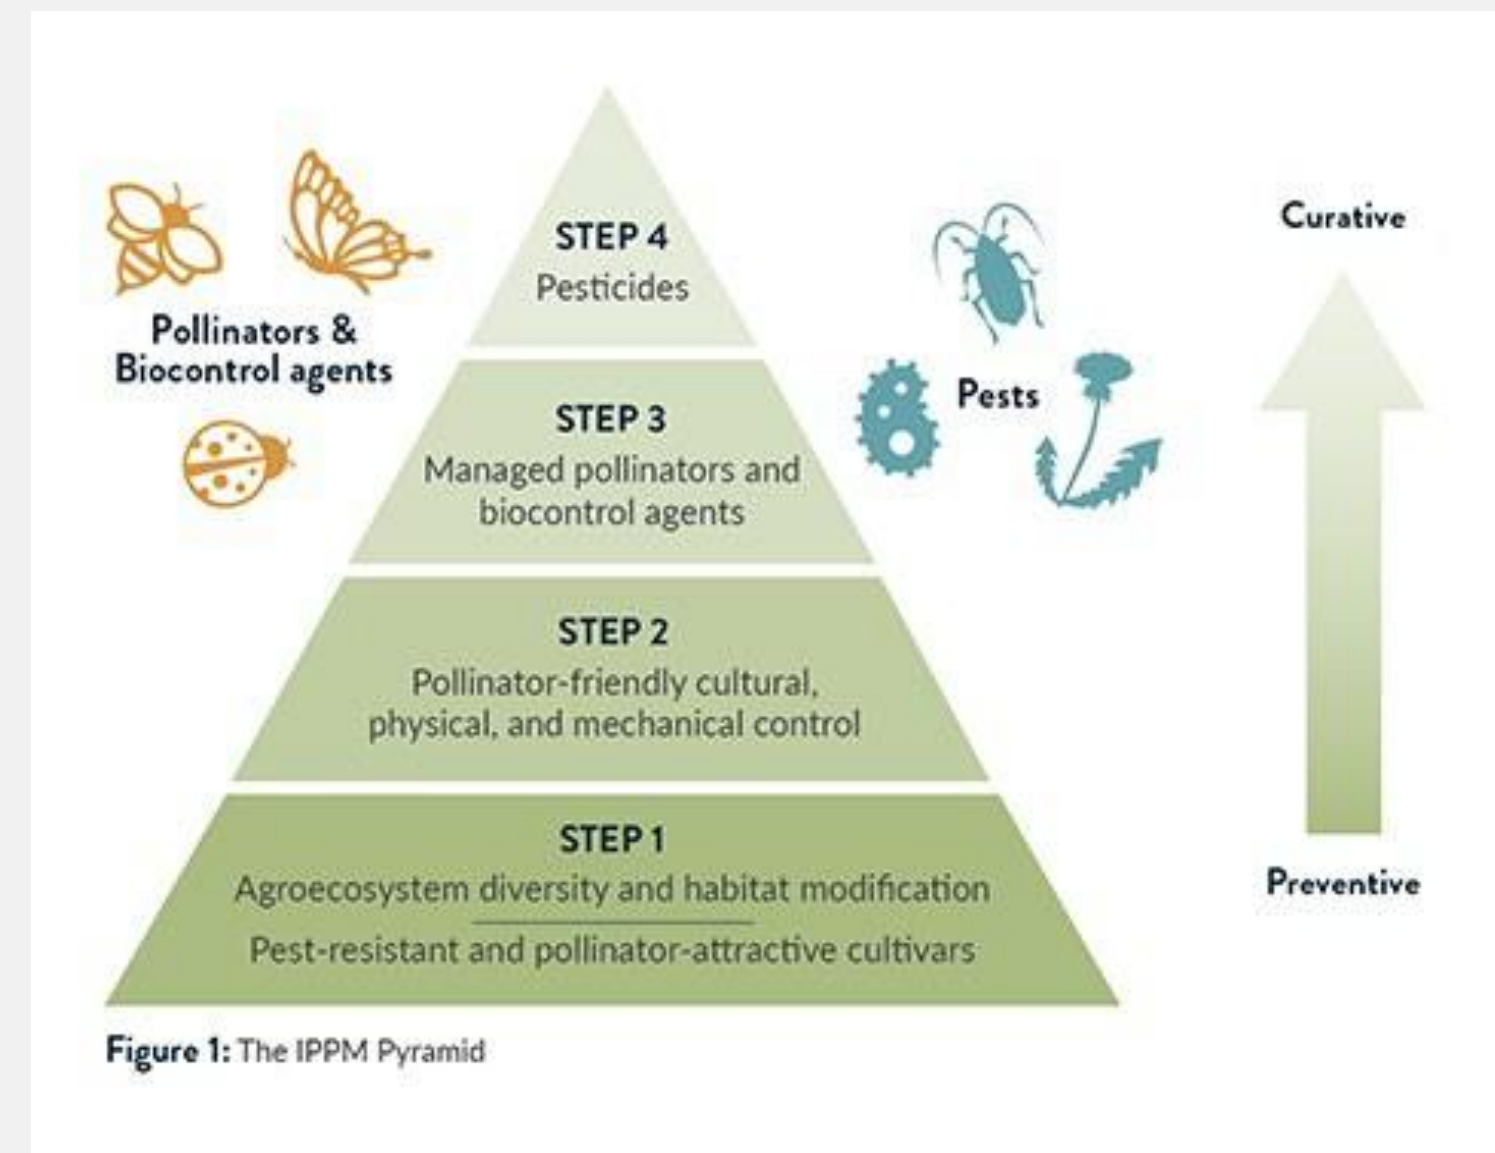 Pollinators &
Biocontrol agents
STEP 4
Pesticides
Pests
Curative
STEP 3
Managed pollinators and
biocontrol agents
STEP 2
Pollinator-friendly cultural,
physical, and mechanical control
STEP 1
Agroecosystem diversity and habitat modification
Pest-resistant and pollinator-attractive cultivars
Preventive
Figure 1: The IPPM Pyramid